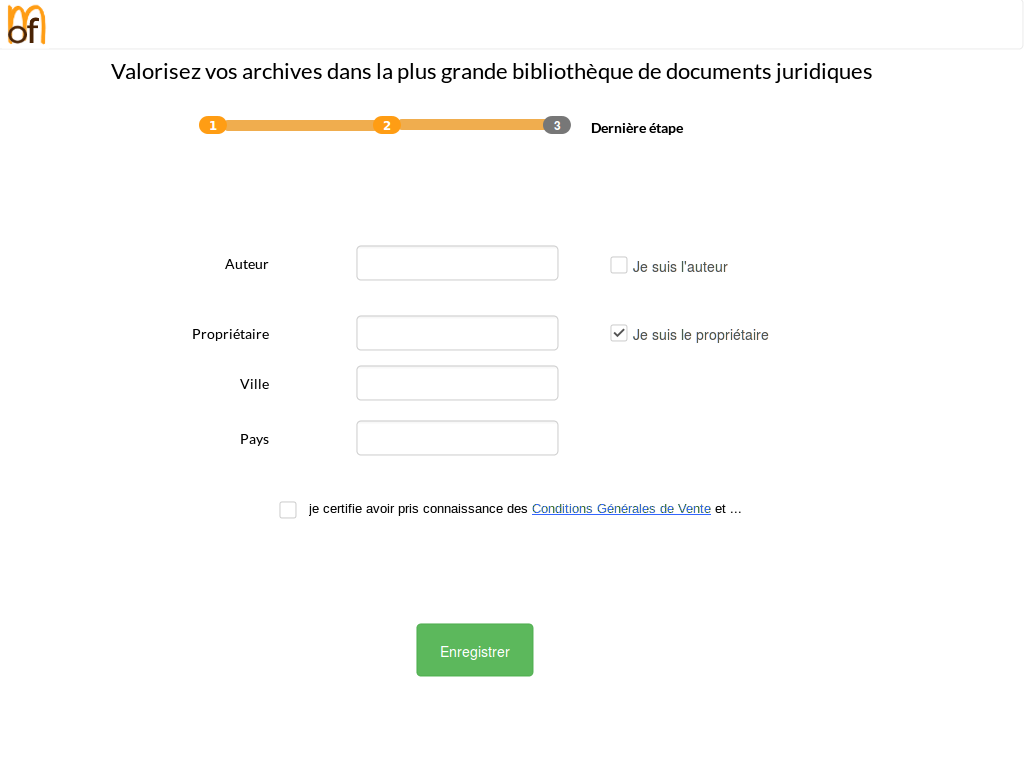 mof
Valorisez vos archives dans la plus grande bibliothèque de documents juridiques
1 2 3 Dernière étape
Auteur Je suis l'auteur
Propriétaire Je suis le propriétaire
Ville
Pays
je certifie avoir pris connaissance des Conditions Générales de Vente et ...
Enregistrer